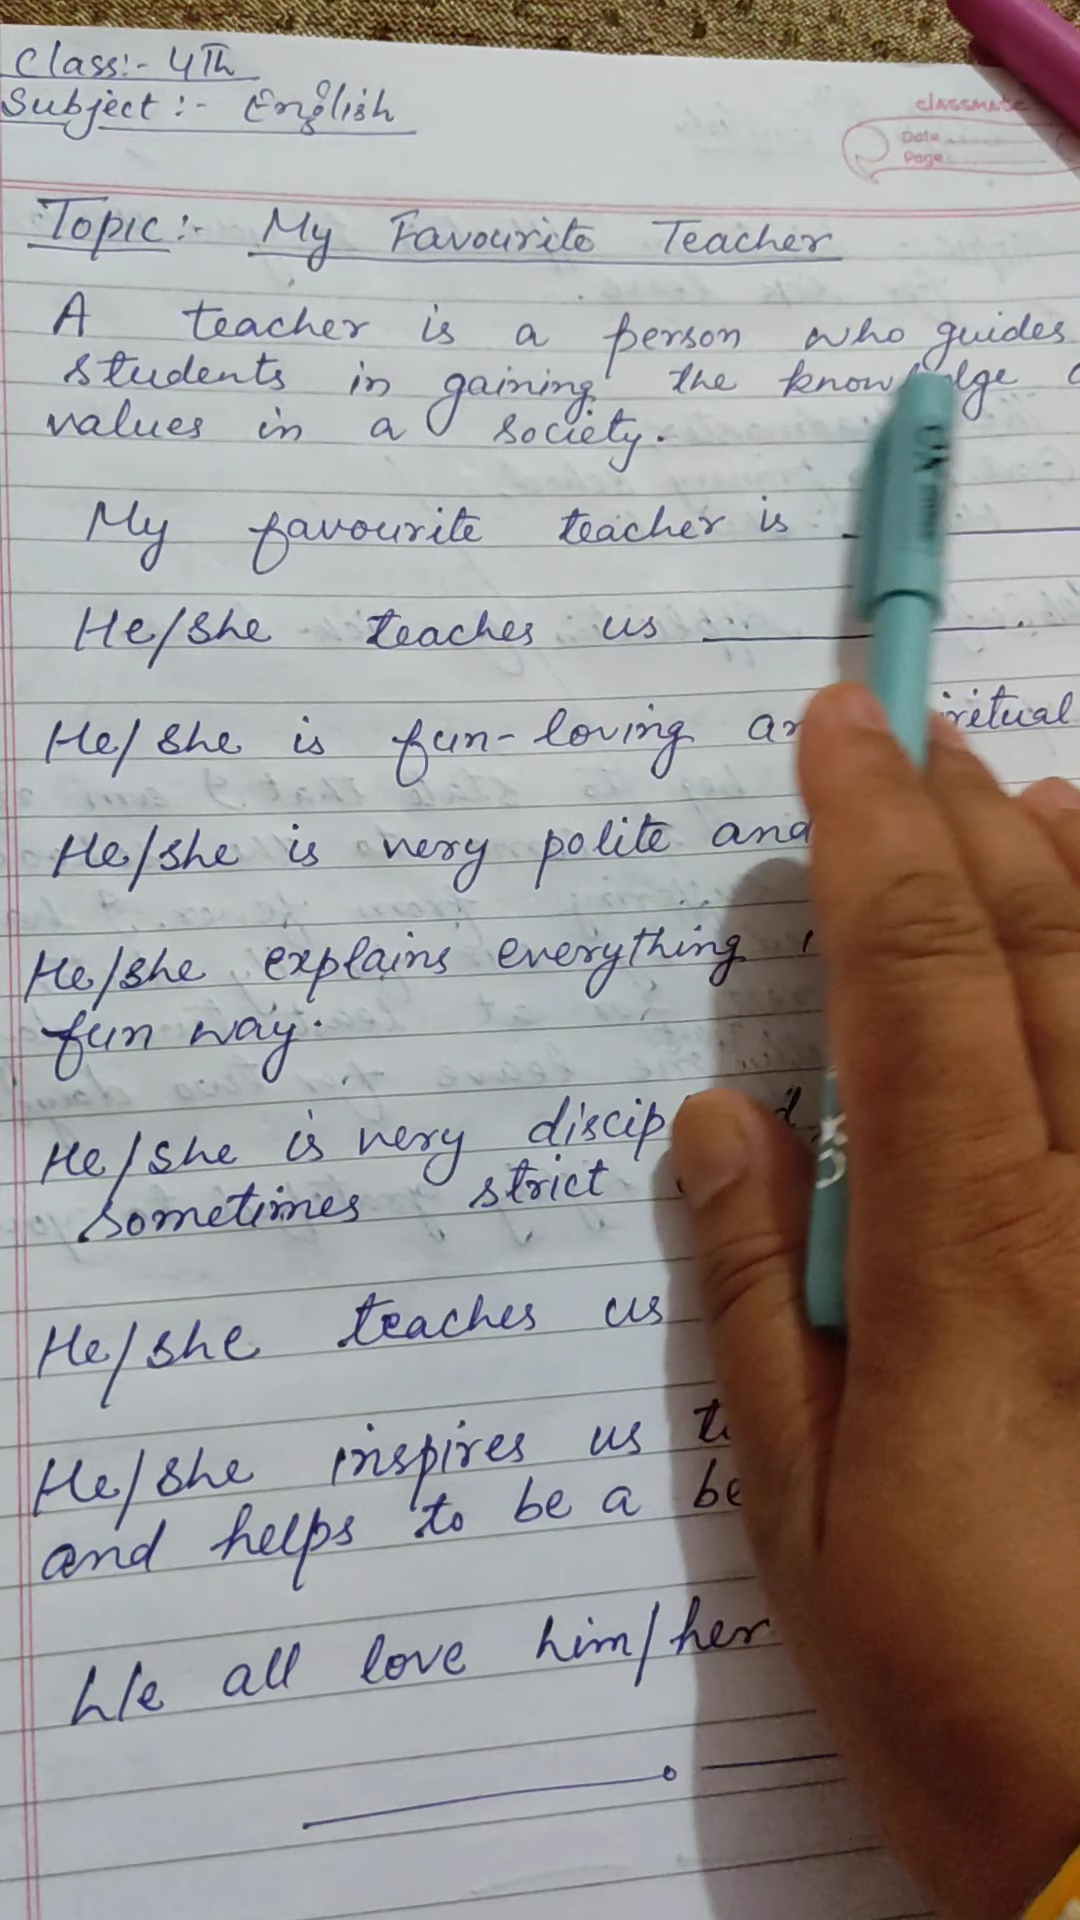 Class:- 4Th
Subject :- English
CLASSMATE
Date
Page
Topic:- My Favourite Teacher
A teacher is a person who guides
students in gaining the
values in a society.
My favourite teacher is
He/she teaches us
He/she is fun-loving
He/she is very polite and
He/she explains everything
fun way.
He/she is very
sometimes strict
He/she teaches us
He/she inspires us
and helps to be a
We all love him/her